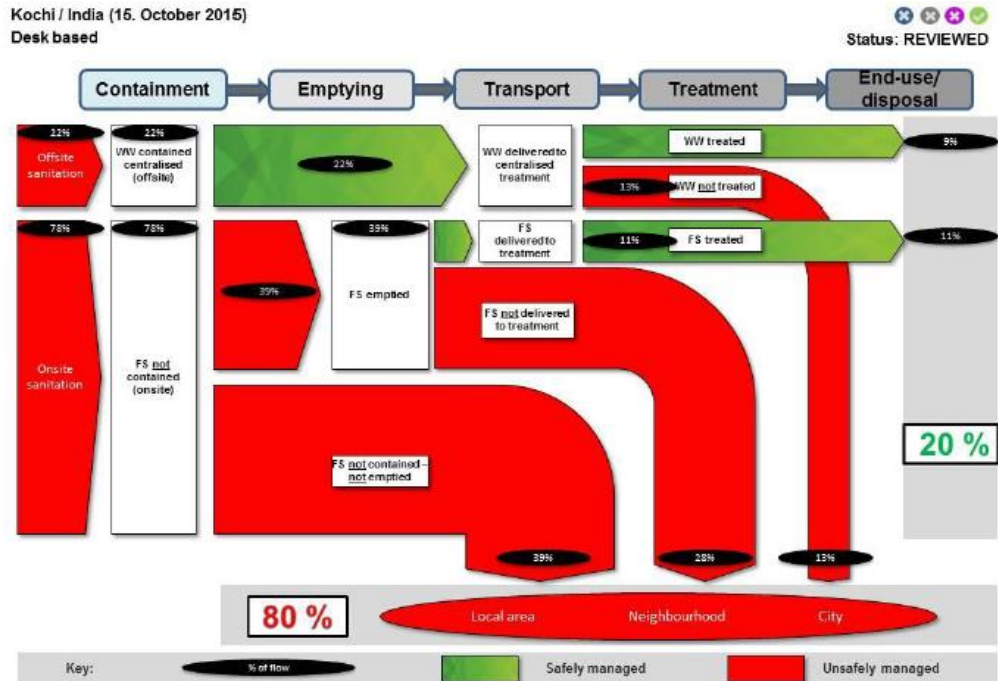 Kochi / India (15. October 2015)
Desk based
Status: REVIEWED
Containment
Emptying
Transport
Treatment
End-use/
disposal
22%
Offsite
sanitation
22%
WW contained
centralised
(offsite)
22%
WW delivered to
centralised
treatment
WW treated
9%
13%
WW not treated
78%
Onsite
sanitation
78%
FS not
contained
(onsite)
39%
39%
FS emptied
FS
delivered to
treatment
11%
FS treated
11%
FS not delivered
to treatment
20 %
FS not contained –
not emptied
39%
28%
13%
80 %
Local area
Neighbourhood
City
Key:
% of flow
Safely managed
Unsafely managed